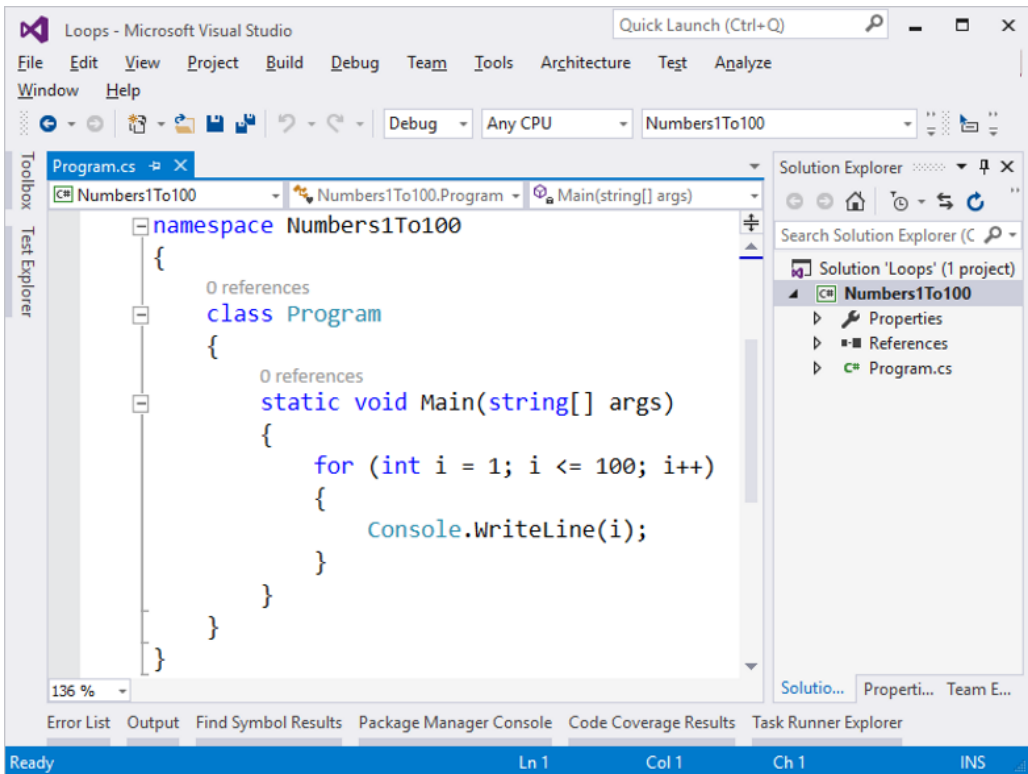 Loops - Microsoft Visual Studio
Quick Launch (Ctrl+Q)
File Edit View Project Build Debug Team Tools Architecture Test Analyze
Window Help
Debug Any CPU Numbers1To100
Toolbox
Test Explorer
Program.cs
C# Numbers1To100 Numbers1To100.Program Main(string[] args)
namespace Numbers1To100
{
0 references
class Program
{
0 references
static void Main(string[] args)
{
for (int i = 1; i <= 100; i++)
{
Console.WriteLine(i);
}
}
}
}
136 %
Solution Explorer
Search Solution Explorer (C
Solution 'Loops' (1 project)
C# Numbers1To100
Properties
References
C# Program.cs
Solutio... Properti... Team E...
Error List Output Find Symbol Results Package Manager Console Code Coverage Results Task Runner Explorer
Ready Ln 1 Col 1 Ch 1 INS